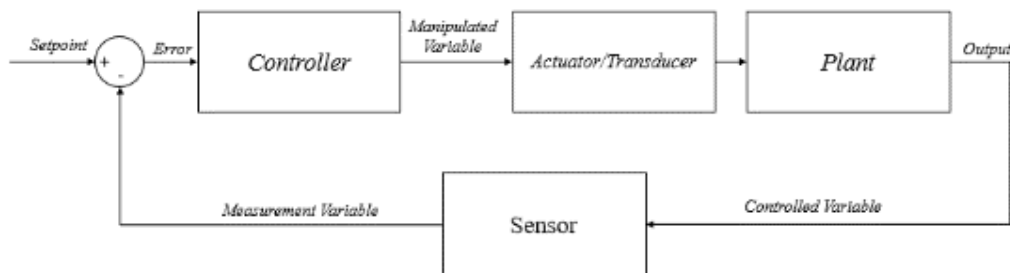 Setpoint
+
-
Error
Controller
Manipulated
Variable
Actuator/Transducer
Plant
Output
Measurement Variable
Sensor
Controlled Variable